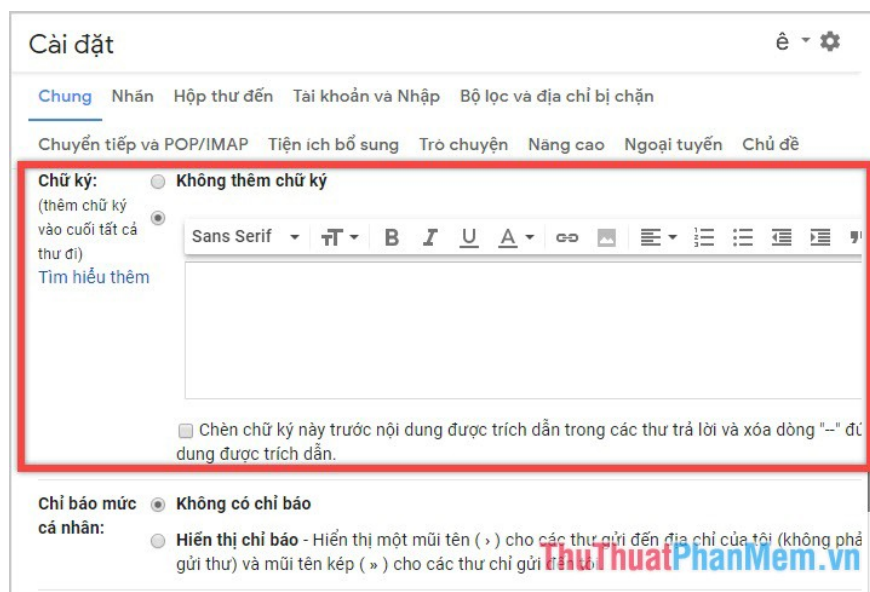 Cài đặt ê
Chung Nhãn Hộp thư đến Tài khoản và Nhập Bộ lọc và địa chỉ bị chặn
Chuyển tiếp và POP/IMAP Tiện ích bổ sung Trò chuyện Nâng cao Ngoại tuyến Chủ đề
Chữ ký:
(thêm chữ ký
vào cuối tất cả
thư đi)
Tìm hiểu thêm
Không thêm chữ ký
Sans Serif
Chèn chữ ký này trước nội dung được trích dẫn trong các thư trả lời và xóa dòng "--"
dung được trích dẫn.
Chỉ báo mức
cá nhân:
Không có chỉ báo
Hiển thị chỉ báo - Hiển thị một mũi tên ( › ) cho các thư gửi đến địa chỉ của tôi (không
gửi thư) và mũi tên kép ( » ) cho các thư chỉ gửi đến tôi
ThuThuatPhanMem.vn